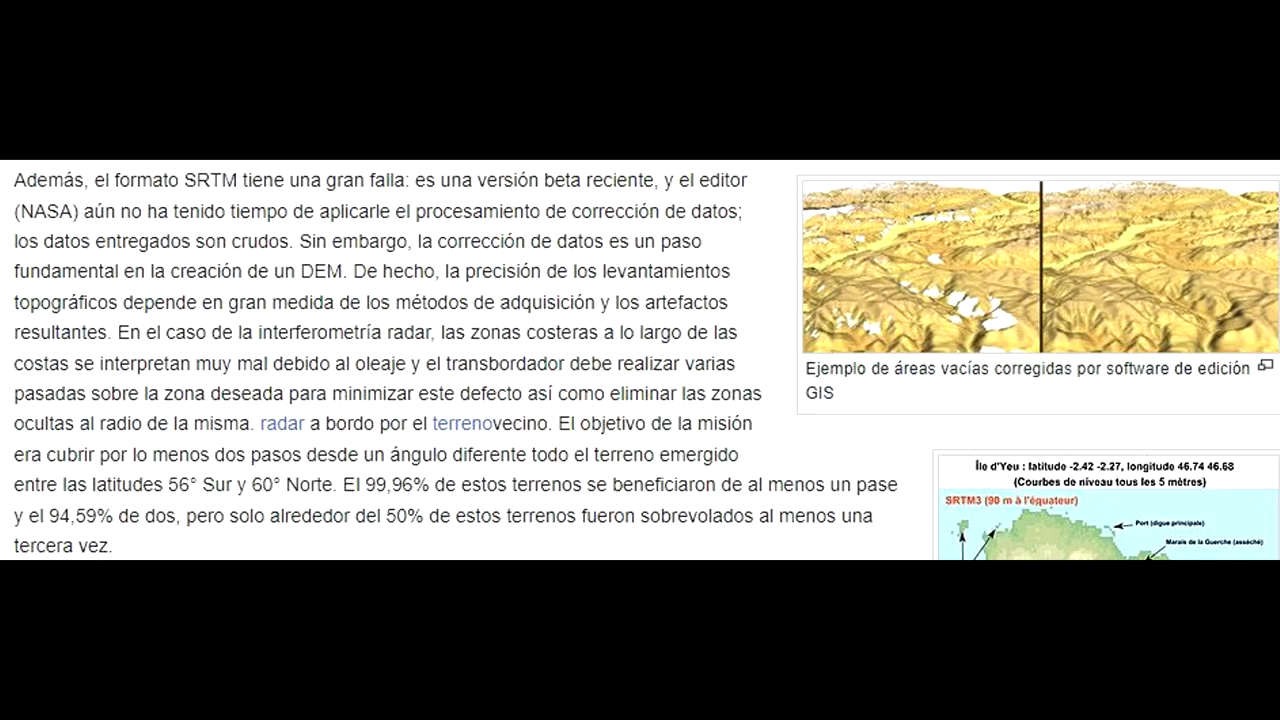 Además, el formato SRTM tiene una gran falla: es una versión beta reciente, y el editor
(NASA) aún no ha tenido tiempo de aplicarle el procesamiento de corrección de datos;
los datos entregados son crudos. Sin embargo, la corrección de datos es un paso
fundamental en la creación de un DEM. De hecho, la precisión de los levantamientos
topográficos depende en gran medida de los métodos de adquisición y los artefactos
resultantes. En el caso de la interferometría radar, las zonas costeras a lo largo de las
costas se interpretan muy mal debido al oleaje y el transbordador debe realizar varias
pasadas sobre la zona deseada para minimizar este defecto así como eliminar las zonas
ocultas al radio de la misma. radar a bordo por el terrenovecino. El objetivo de la misión
era cubrir por lo menos dos pasos desde un ángulo diferente todo el terreno emergido
entre las latitudes 56° Sur y 60° Norte. El 99,96% de estos terrenos se beneficiaron de al menos un pase
y el 94,59% de dos, pero solo alrededor del 50% de estos terrenos fueron sobrevolados al menos una
tercera vez.
Ejemplo de áreas vacías corregidas por software de edición
GIS
Île d'Yeu : latitude -2.42 -2.27, longitude 46.74 46.68
(Courbes de niveau tous les 5 mètres)
SRTM3 (90 m à l'équateur)
Port (digue principale)
Marais de la Guerche (asséché)